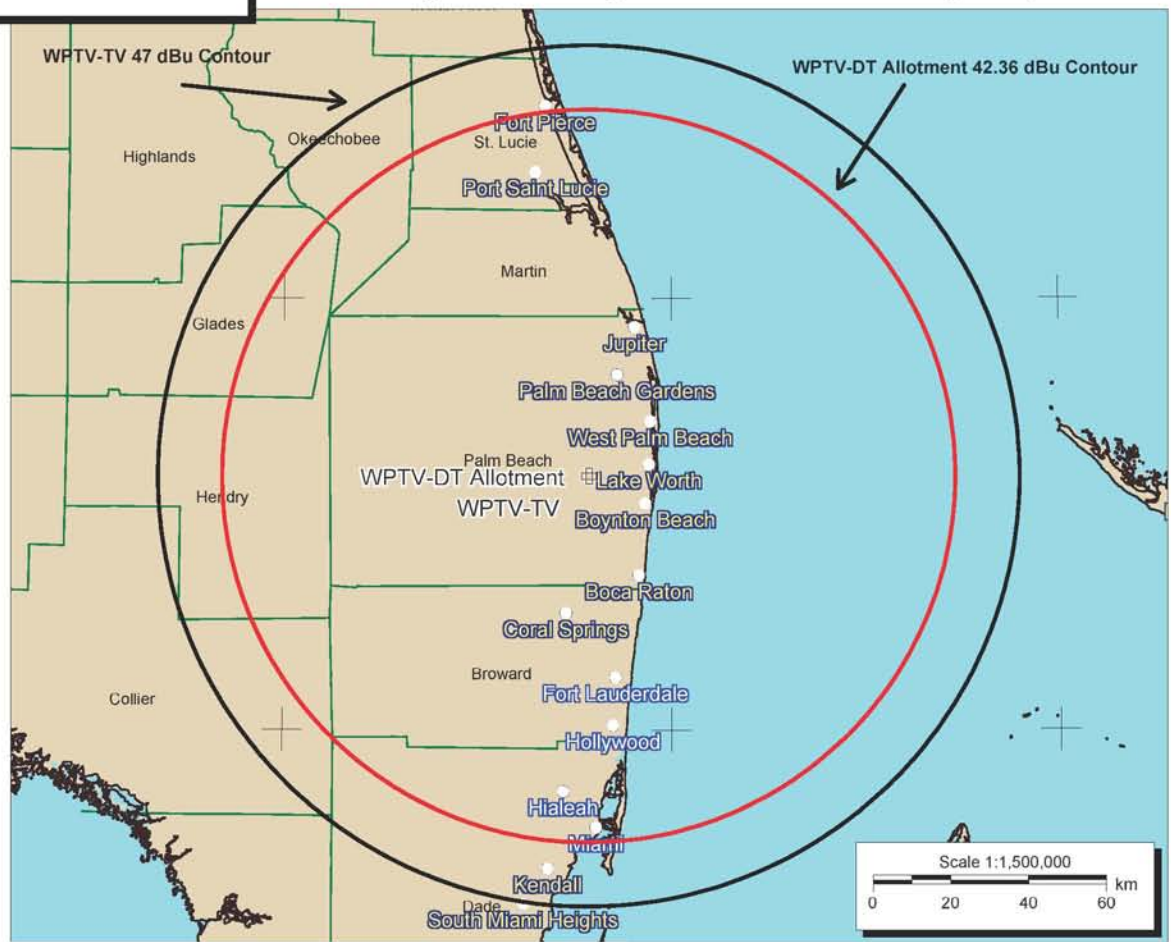 WPTV-TV 47 dBu Contour
WPTV-DT Allotment 42.36 dBu Contour
Fort Pierce
Okeechobee
St. Lucie
Highlands
Port Saint Lucie
Martin
Glades
Jupiter
Palm Beach Gardens
West Palm Beach
Palm Beach
WPTV-DT Allotment
Lake Worth
Hendry
WPTV-TV
Boynton Beach
Boca Raton
Coral Springs
Broward
Fort Lauderdale
Collier
Hollywood
Hialeah
Miami
Kendall
Dade
South Miami Heights
Scale 1:1,500,000
km
0 20 40 60